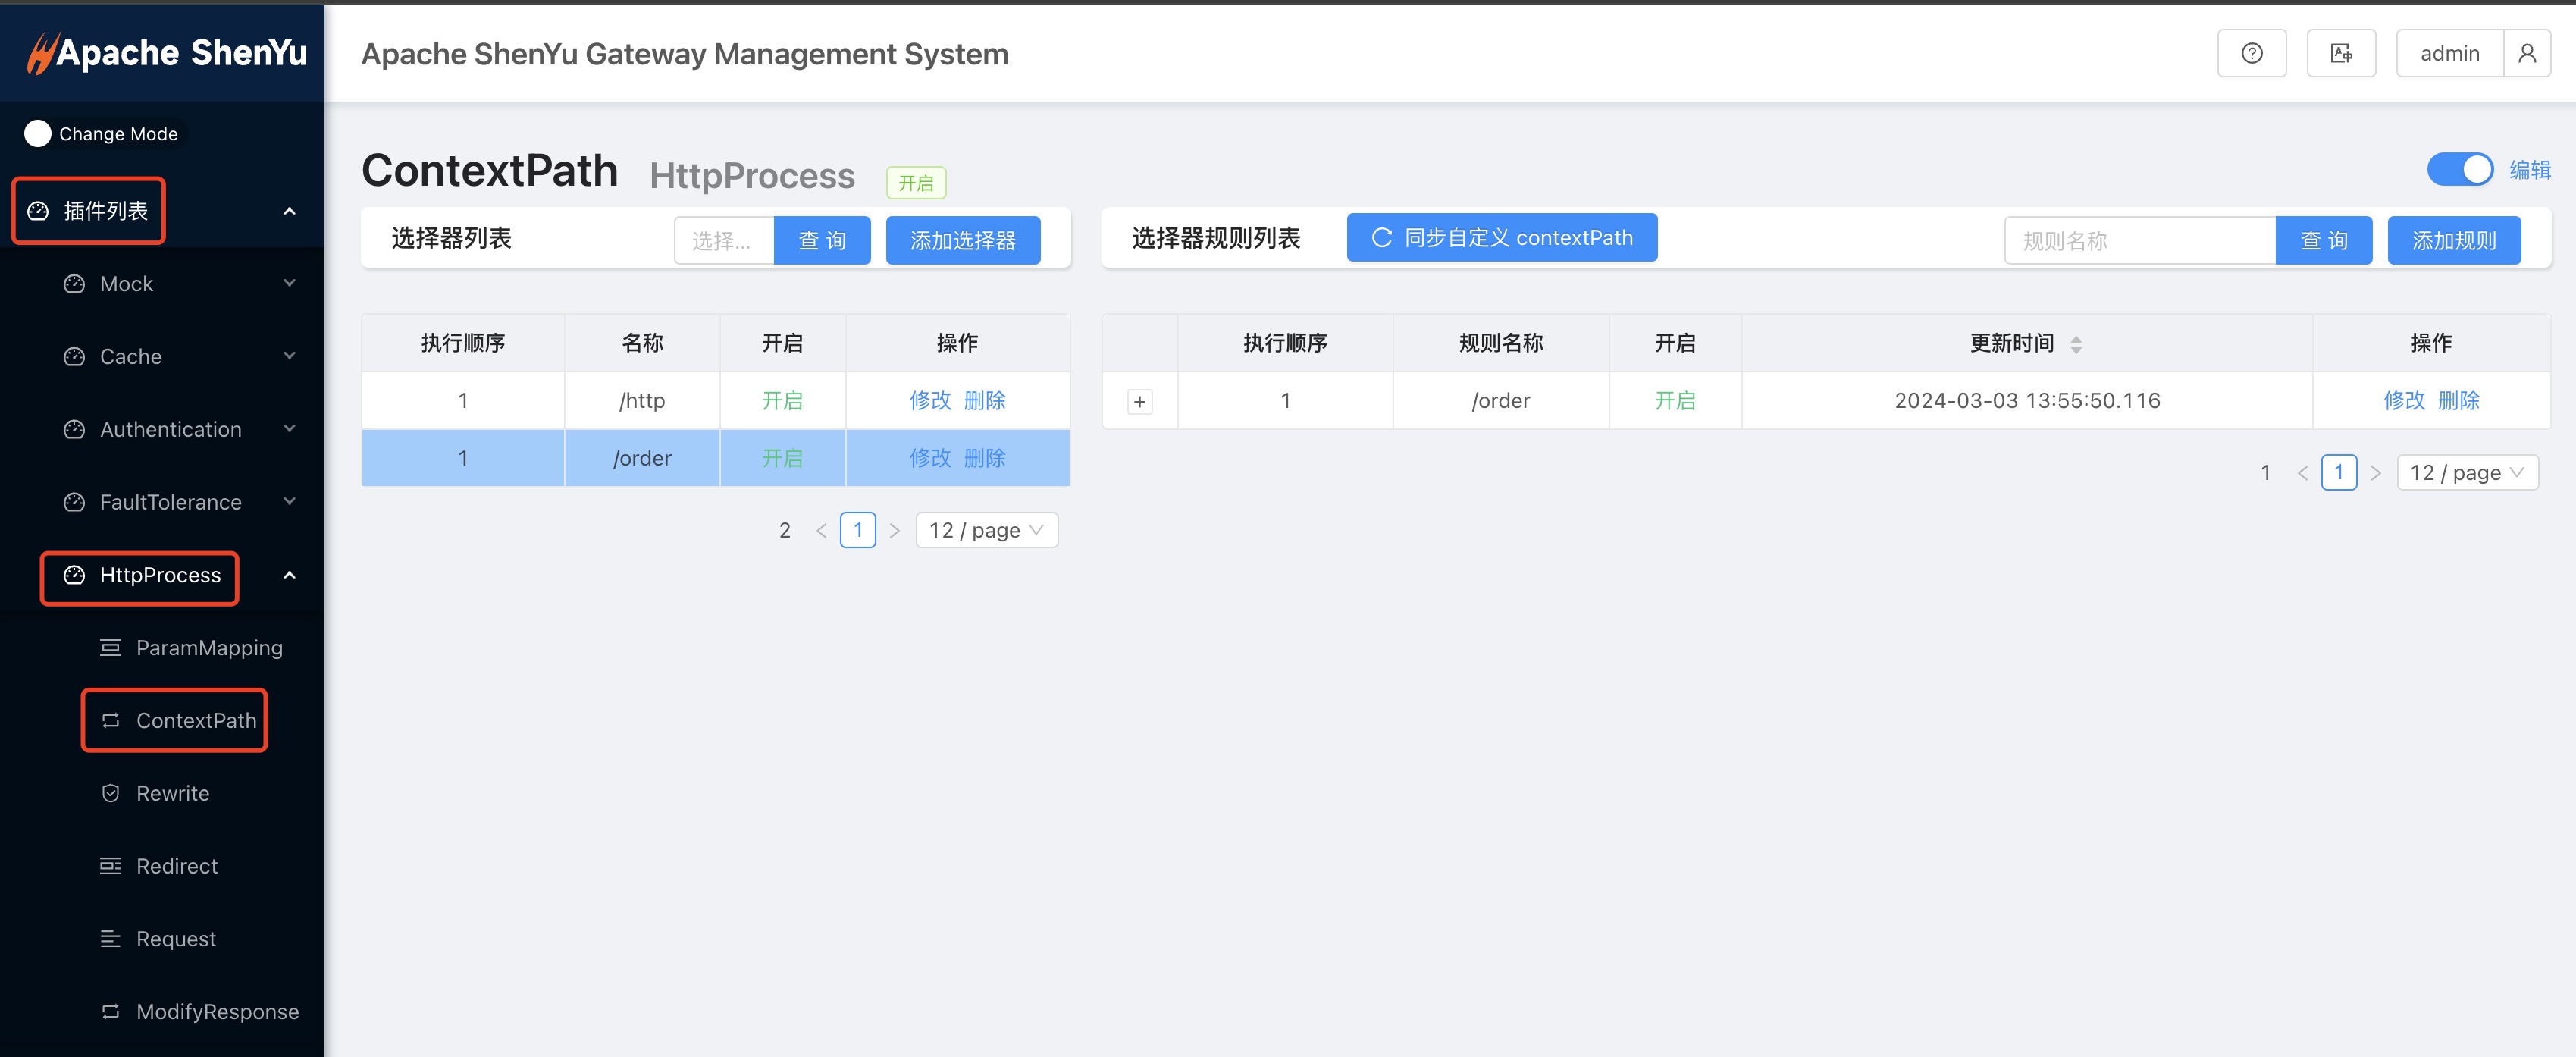 Apache ShenYu
Apache ShenYu Gateway Management System
admin
Change Mode
插件列表
Mock
Cache
Authentication
FaultTolerance
HttpProcess
ParamMapping
ContextPath
Rewrite
Redirect
Request
ModifyResponse
ContextPath HttpProcess 开启
编辑
选择器列表 选择... 查 询 添加选择器
执行顺序 名称 开启 操作
1 /http 开启 修改 删除
1 /order 开启 修改 删除
2 < 1 > 12 / page
选择器规则列表 同步自定义 contextPath 规则名称 查 询 添加规则
执行顺序 规则名称 开启 更新时间 操作
+ 1 /order 开启 2024-03-03 13:55:50.116 修改 删除
1 < 1 > 12 / page